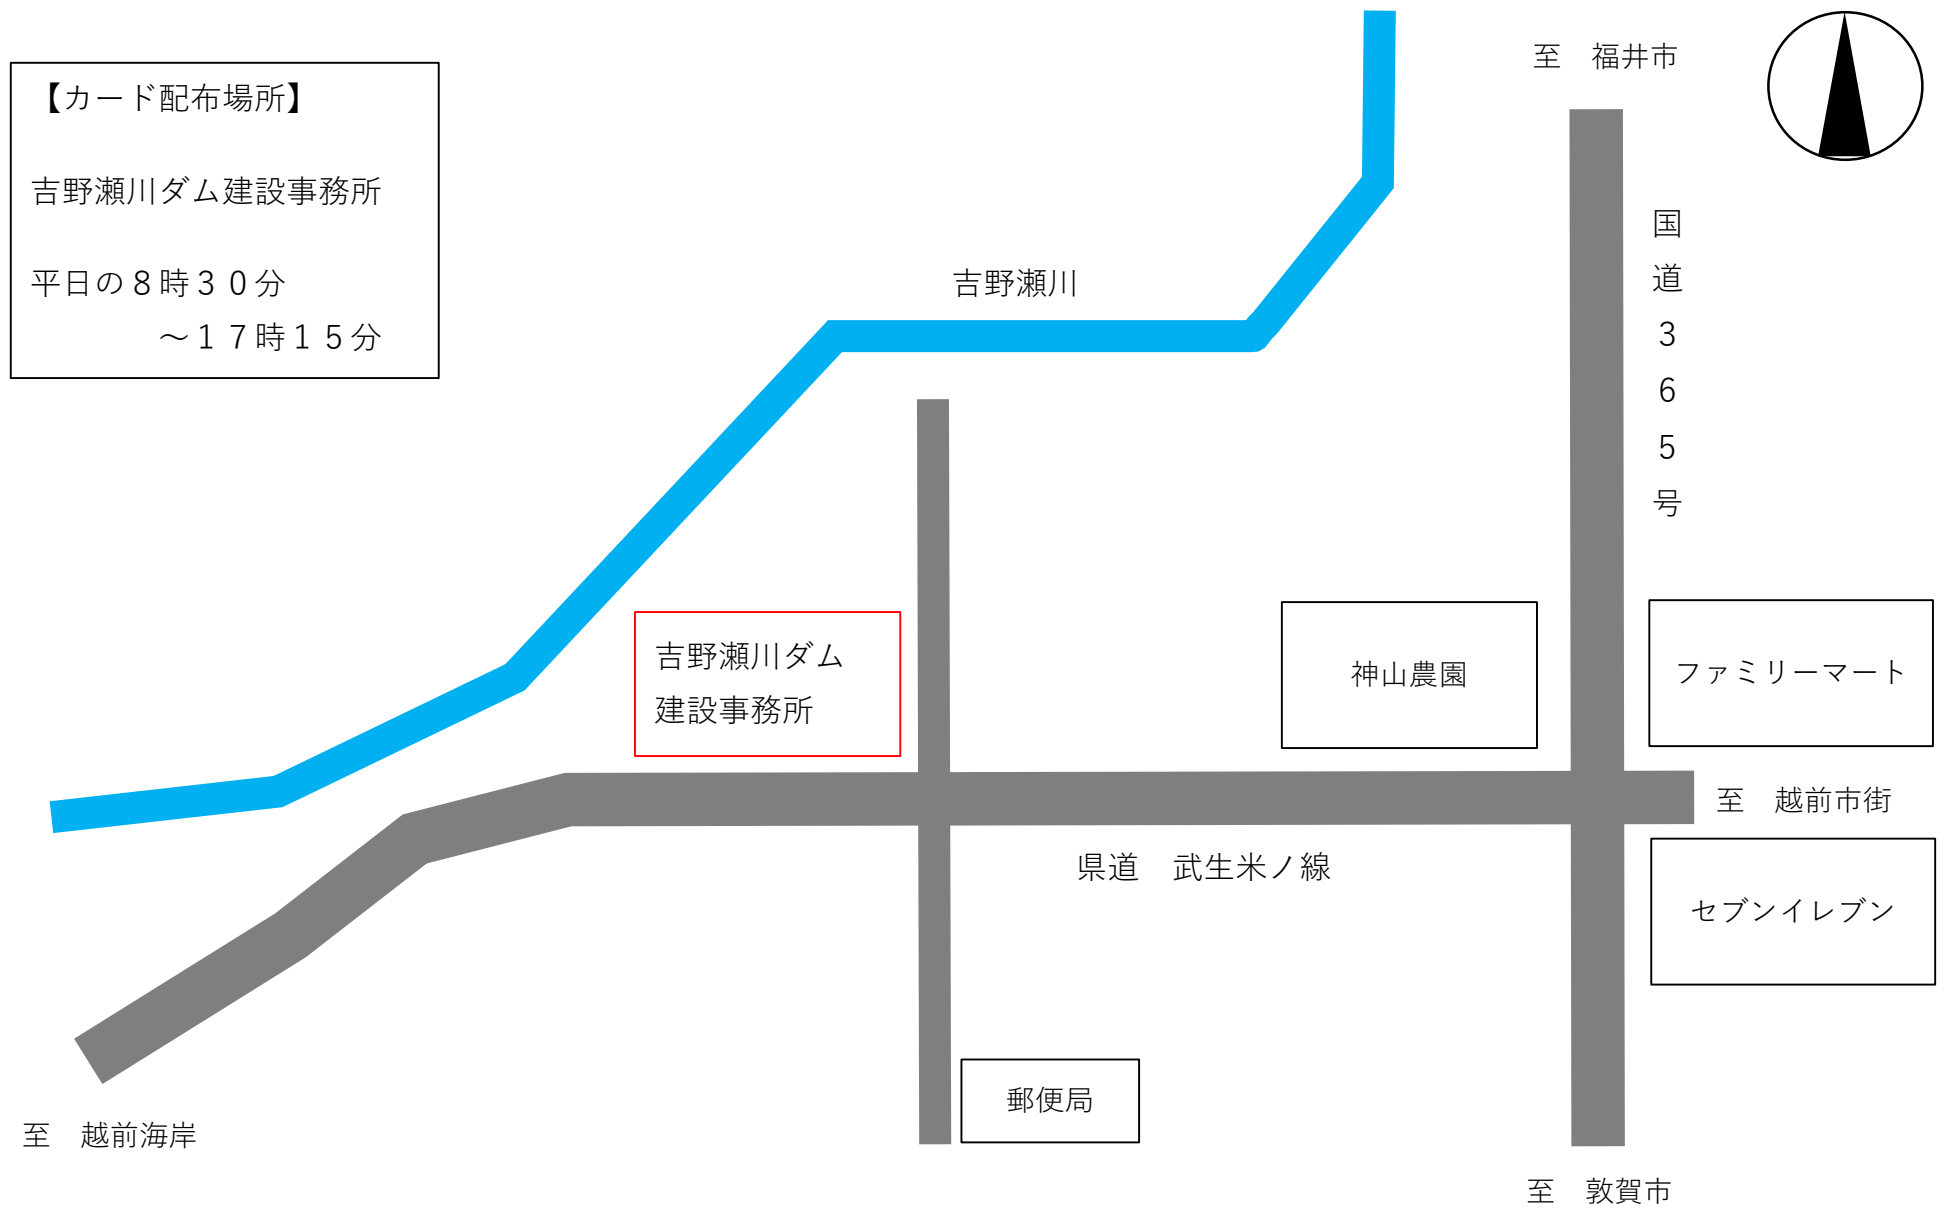 【カード配布場所】
吉野瀬川ダム建設事務所
平日の８時３０分
～１７時１５分
至　福井市
吉野瀬川
国道３６５号
吉野瀬川ダム
建設事務所
神山農園
ファミリーマート
至　越前市街
県道　武生米ノ線
セブンイレブン
郵便局
至　越前海岸
至　敦賀市